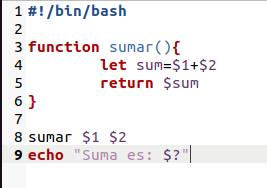 1 #!/bin/bash
2
3 function sumar(){
4         let sum=$1+$2
5         return $sum
6 }
7
8 sumar $1 $2
9 echo "Suma es: $?"